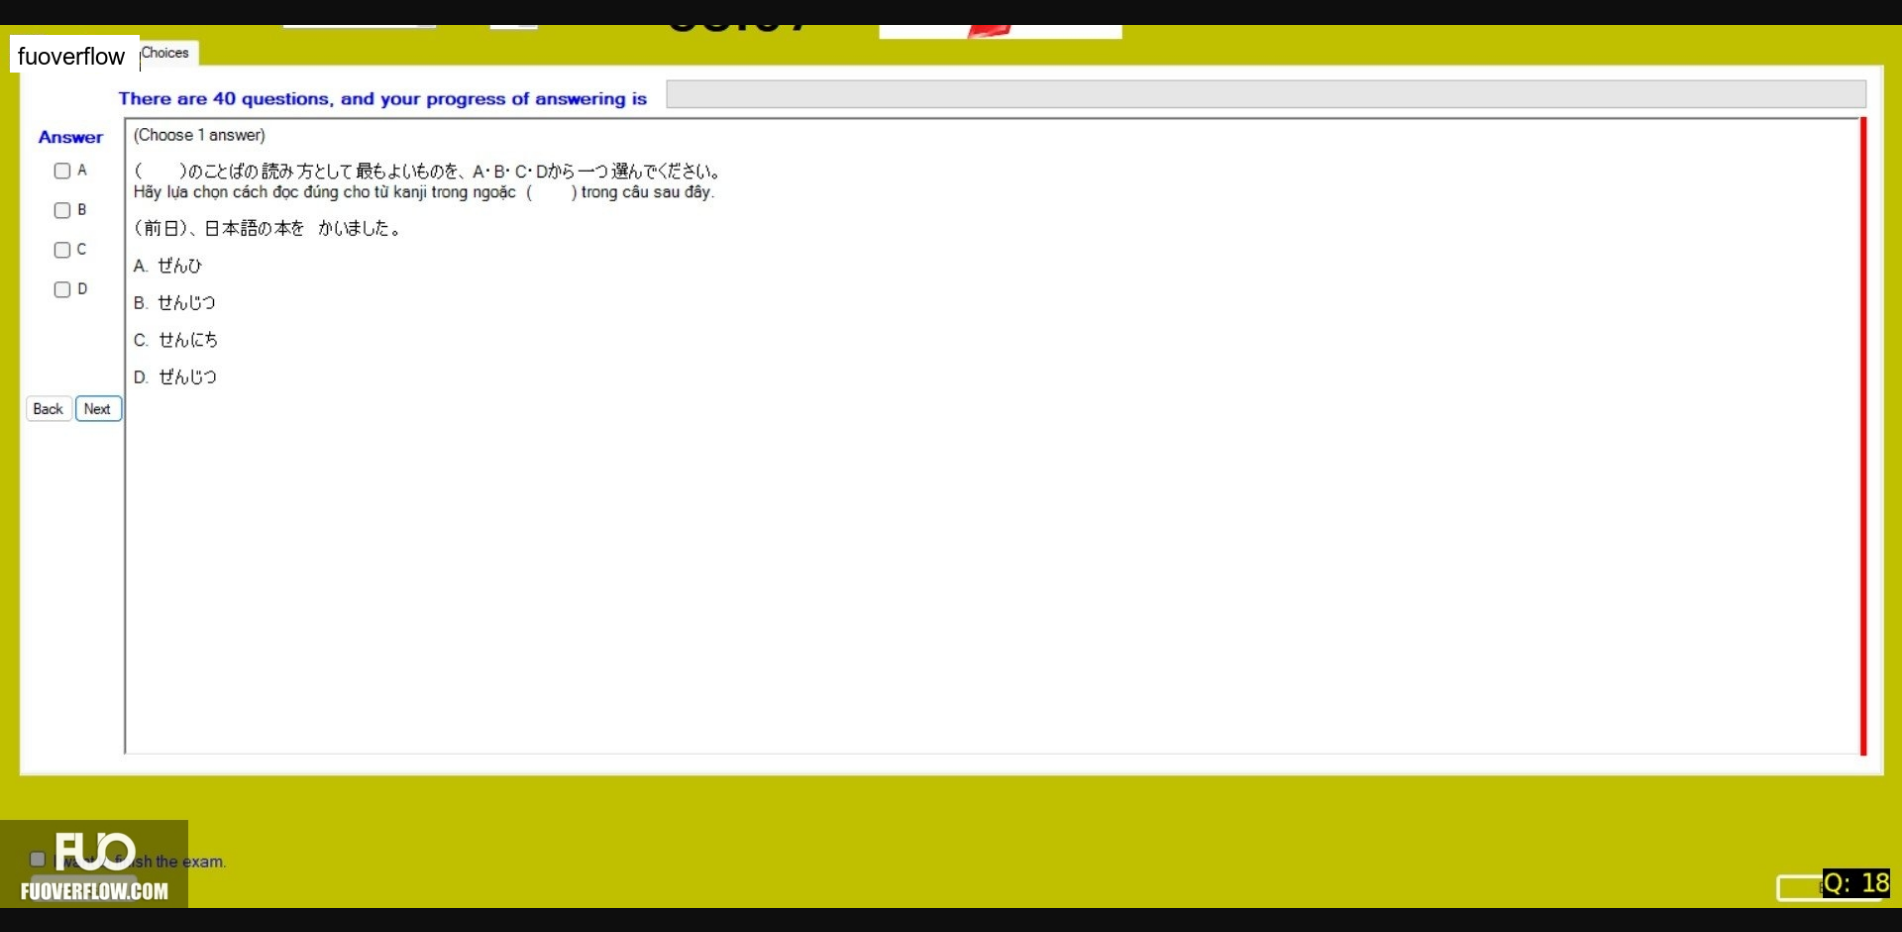 fuoverflow
Choices
There are 40 questions, and your progress of answering is
Answer
A
B
C
D
Back
Next
(Choose 1 answer)
(　　)のことばの読み方として最もよいものを、A・B・C・Dから一つ選んでください。
Hãy lựa chọn cách đọc đúng cho từ kanji trong ngoặc (　　) trong câu sau đây.
(前日)、日本語の本を　かいました。
A. ぜんひ
B. せんじつ
C. せんにち
D. ぜんじつ
FUO
the exam.
FUOVERFLOW.COM
Q: 18